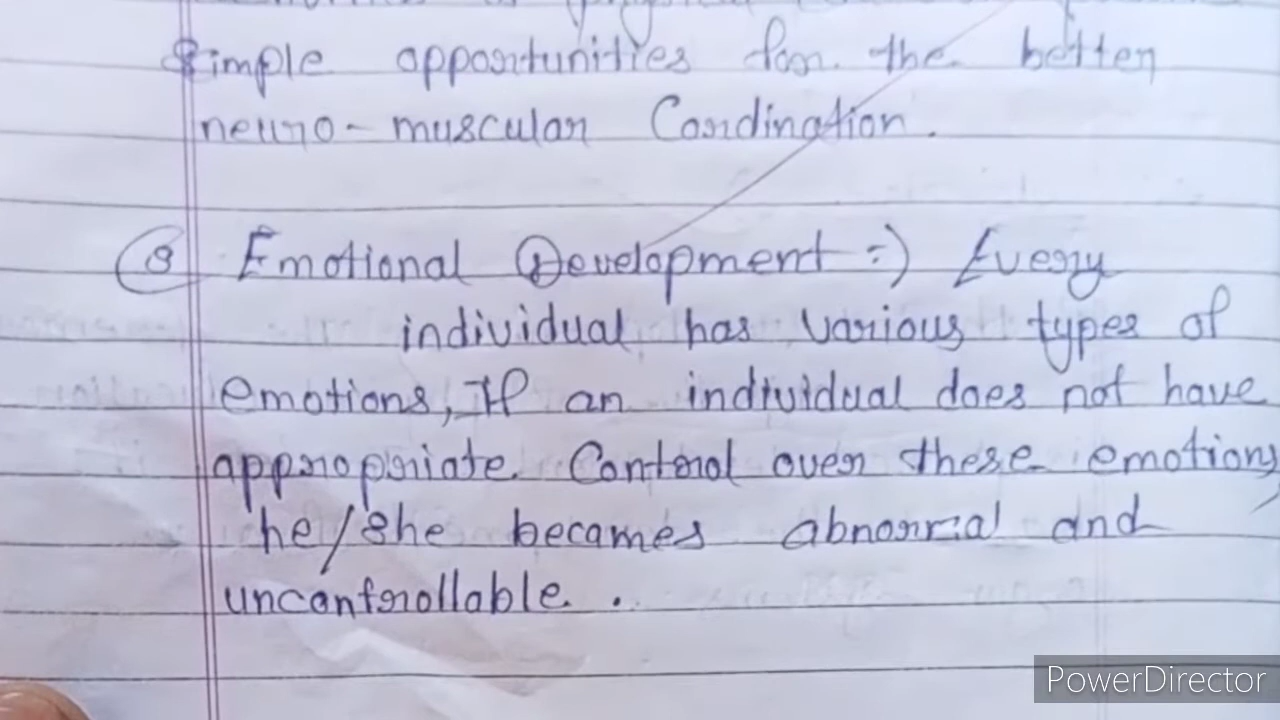 Simple opportunities for the better
neuro-muscular Cordination.
③ Emotional Development :-) Every
individual has various types of
emotions, If an individual does not have
appropriate Control over these emotions,
he/she becomes abnormal and
uncontrollable.
PowerDirector